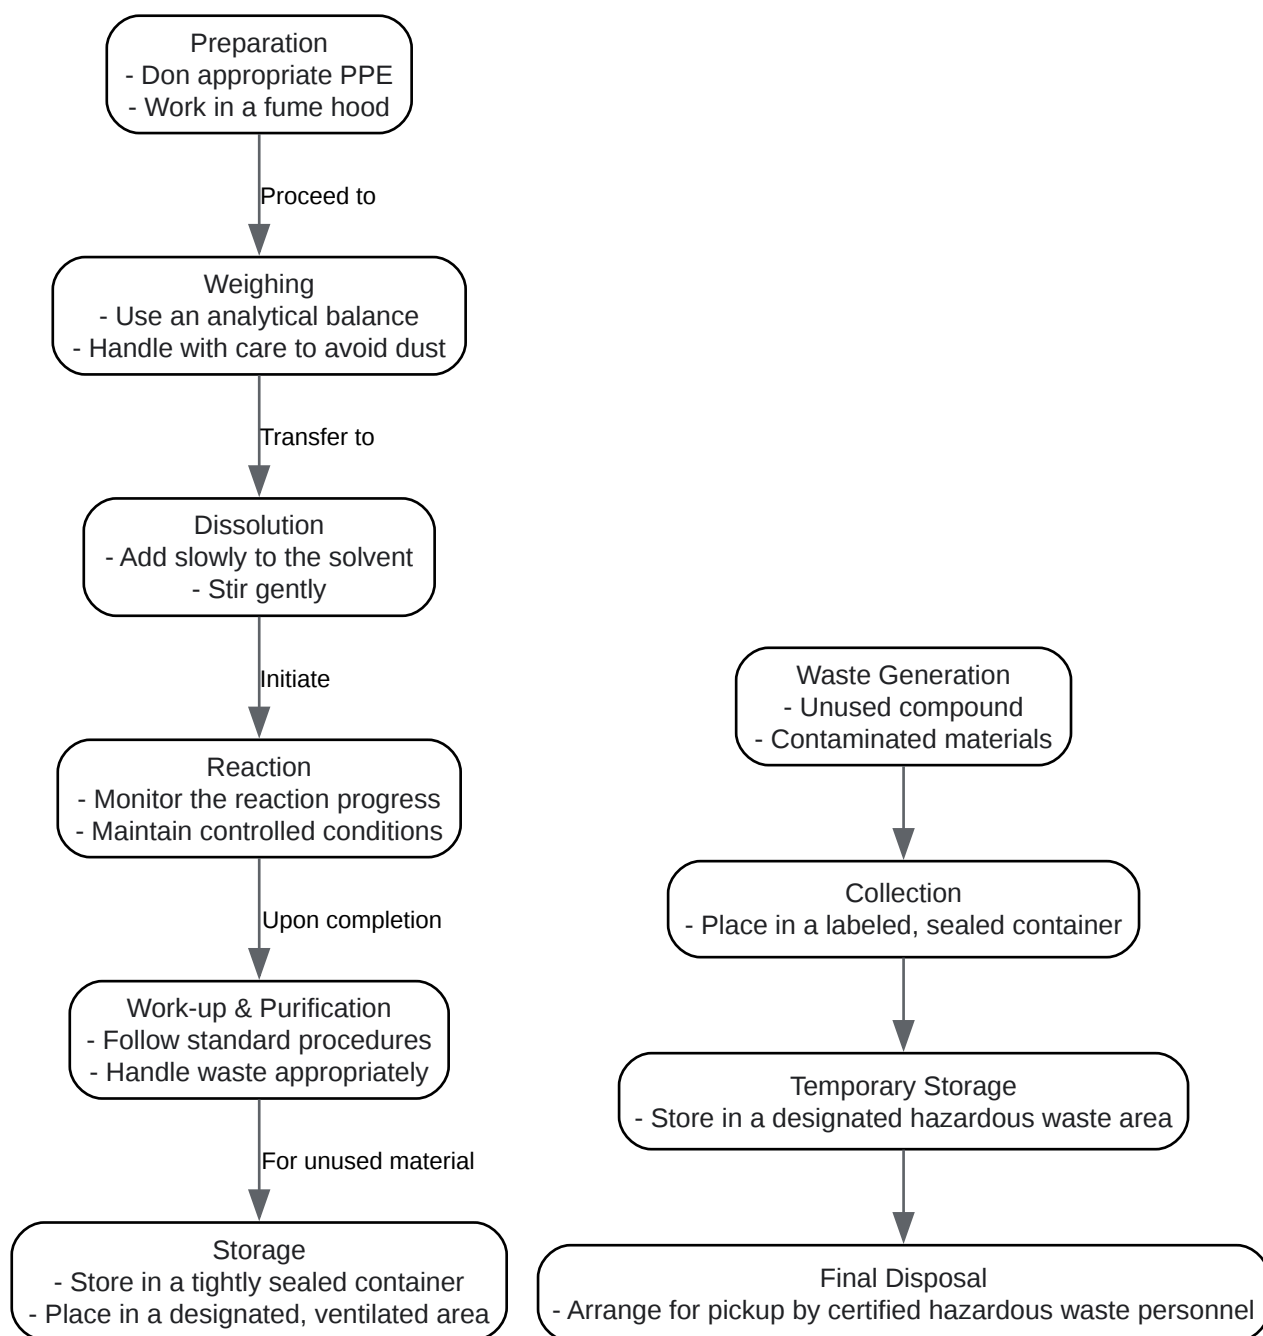 Preparation
- Don appropriate PPE
- Work in a fume hood
Proceed to
Weighing
- Use an analytical balance
- Handle with care to avoid dust
Transfer to
Dissolution
- Add slowly to the solvent
- Stir gently
Initiate
Reaction
- Monitor the reaction progress
- Maintain controlled conditions
Upon completion
Work-up & Purification
- Follow standard procedures
- Handle waste appropriately
For unused material
Storage
- Store in a tightly sealed container
- Place in a designated, ventilated area
Waste Generation
- Unused compound
- Contaminated materials
Collection
- Place in a labeled, sealed container
Temporary Storage
- Store in a designated hazardous waste area
Final Disposal
- Arrange for pickup by certified hazardous waste personnel